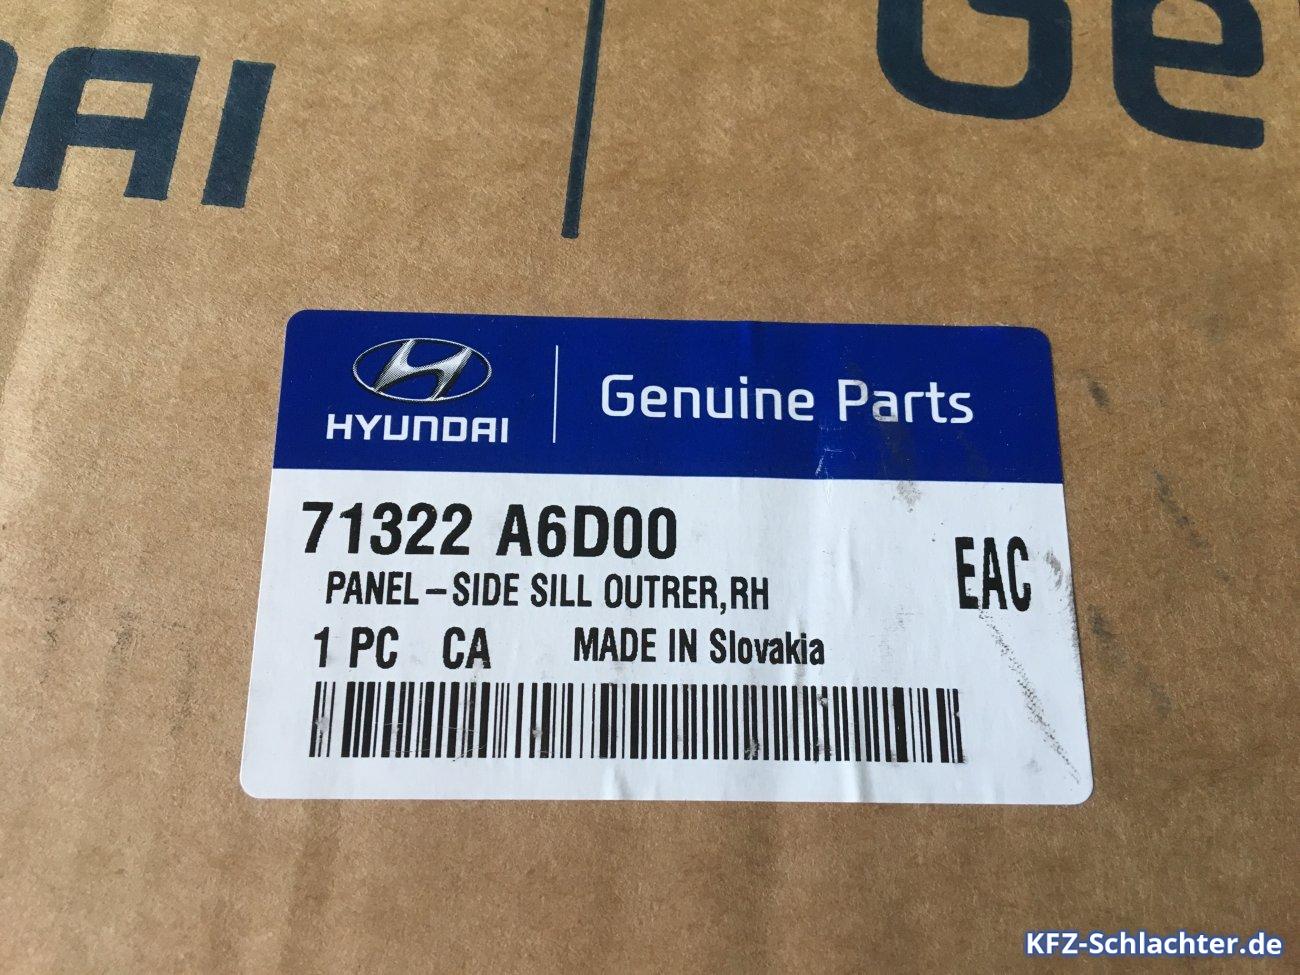 AI
Ge
HYUNDAI
Genuine Parts
71322 A6D00
PANEL-SIDE SILL OUTRER,RH
EAC
1 PC CA MADE IN Slovakia
KFZ-Schlachter.de